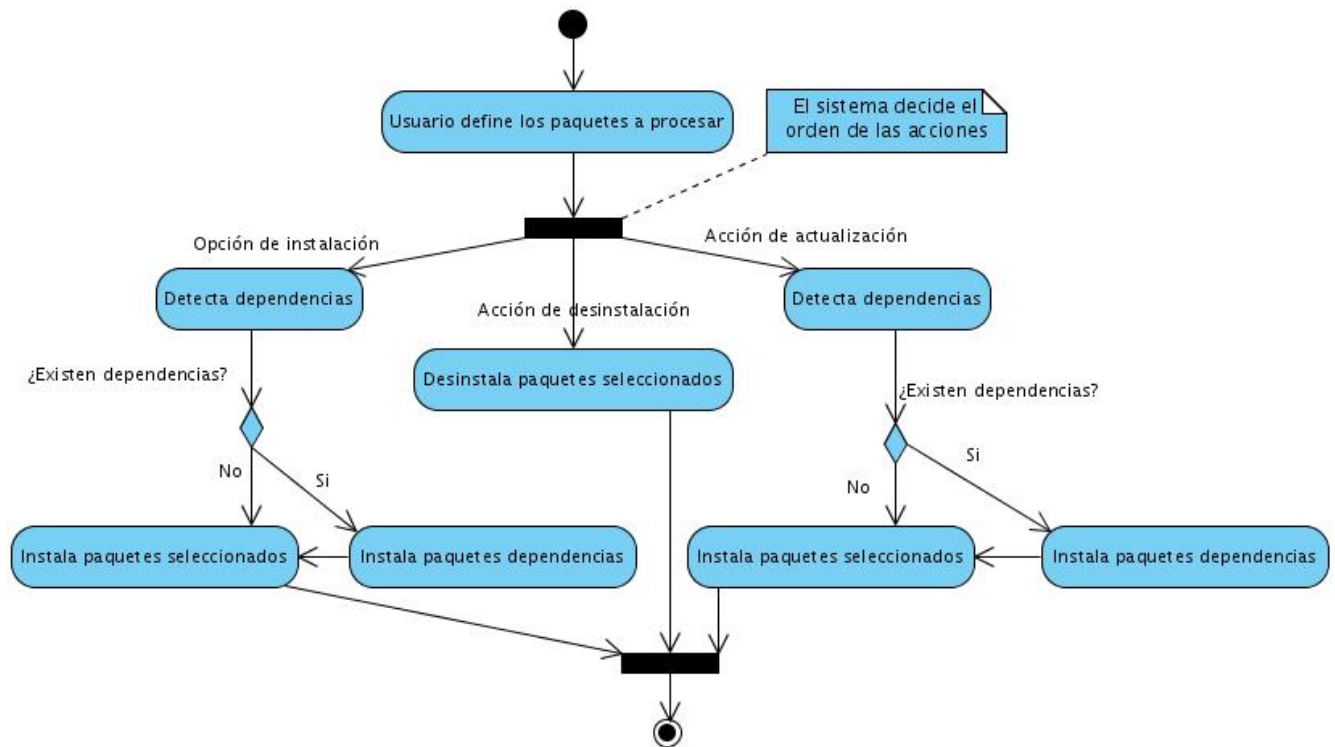 Usuario define los paquetes a procesar
El sistema decide el
orden de las acciones
Opción de instalación
Acción de actualización
Detecta dependencias
Acción de desinstalación
Detecta dependencias
¿Existen dependencias?
Desinstala paquetes seleccionados
¿Existen dependencias?
No
Si
Si
No
Instala paquetes seleccionados
Instala paquetes dependencias
Instala paquetes seleccionados
Instala paquetes dependencias